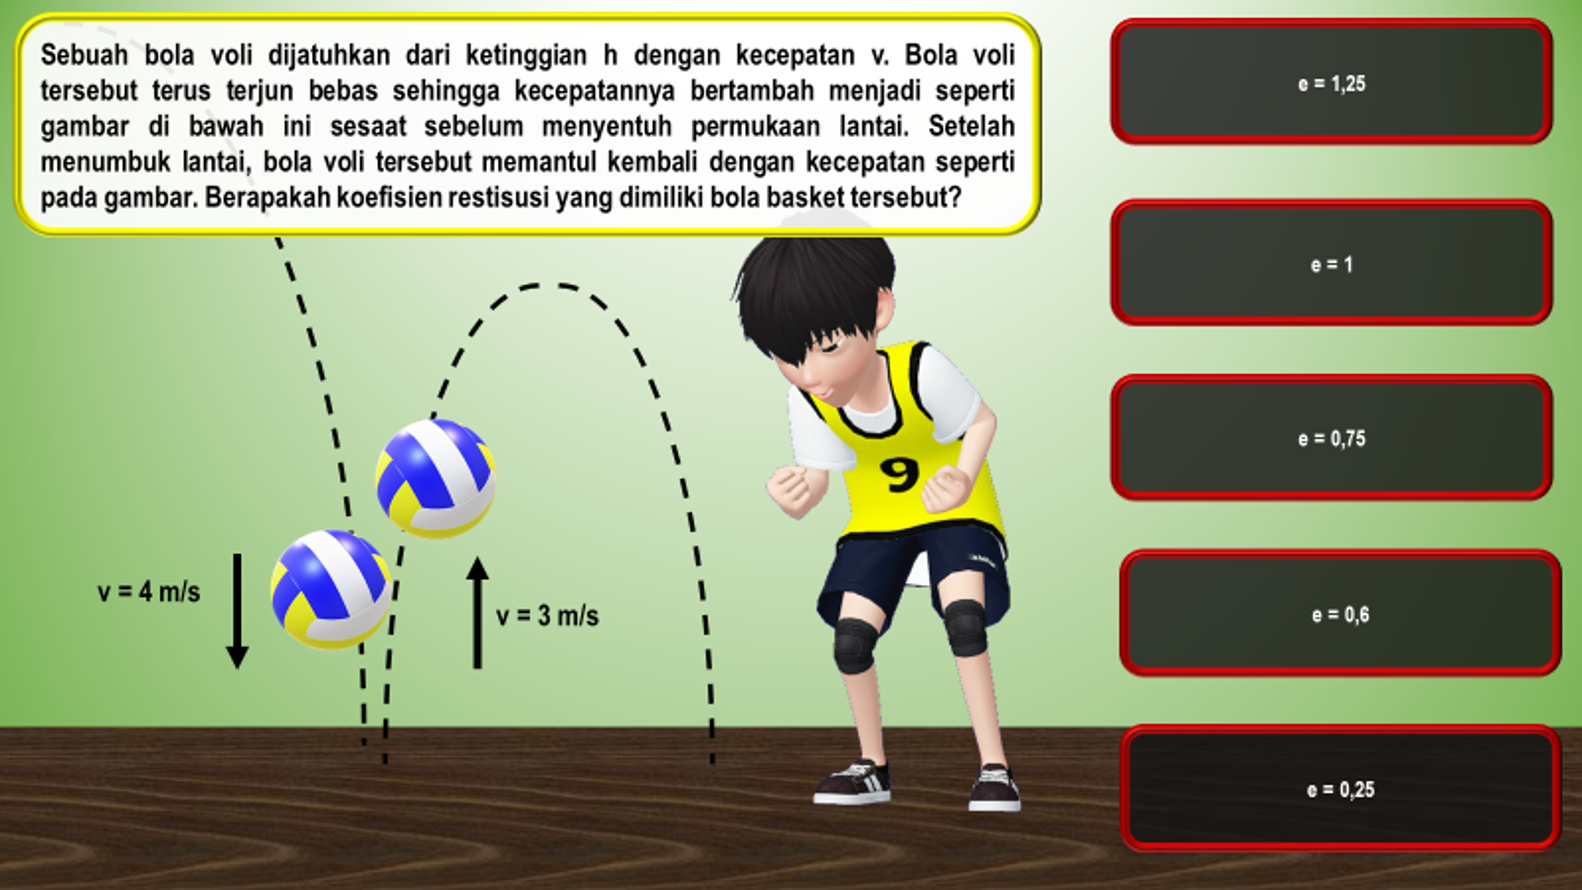 Sebuah bola voli dijatuhkan dari ketinggian h dengan kecepatan v. Bola voli
tersebut terus terjun bebas sehingga kecepatannya bertambah menjadi seperti
gambar di bawah ini sesaat sebelum menyentuh permukaan lantai. Setelah
menumbuk lantai, bola voli tersebut memantul kembali dengan kecepatan seperti
pada gambar. Berapakah koefisien restisusi yang dimiliki bola basket tersebut?
v = 4 m/s
v = 3 m/s
9
e = 1,25
e = 1
e = 0,75
e = 0,6
e = 0,25